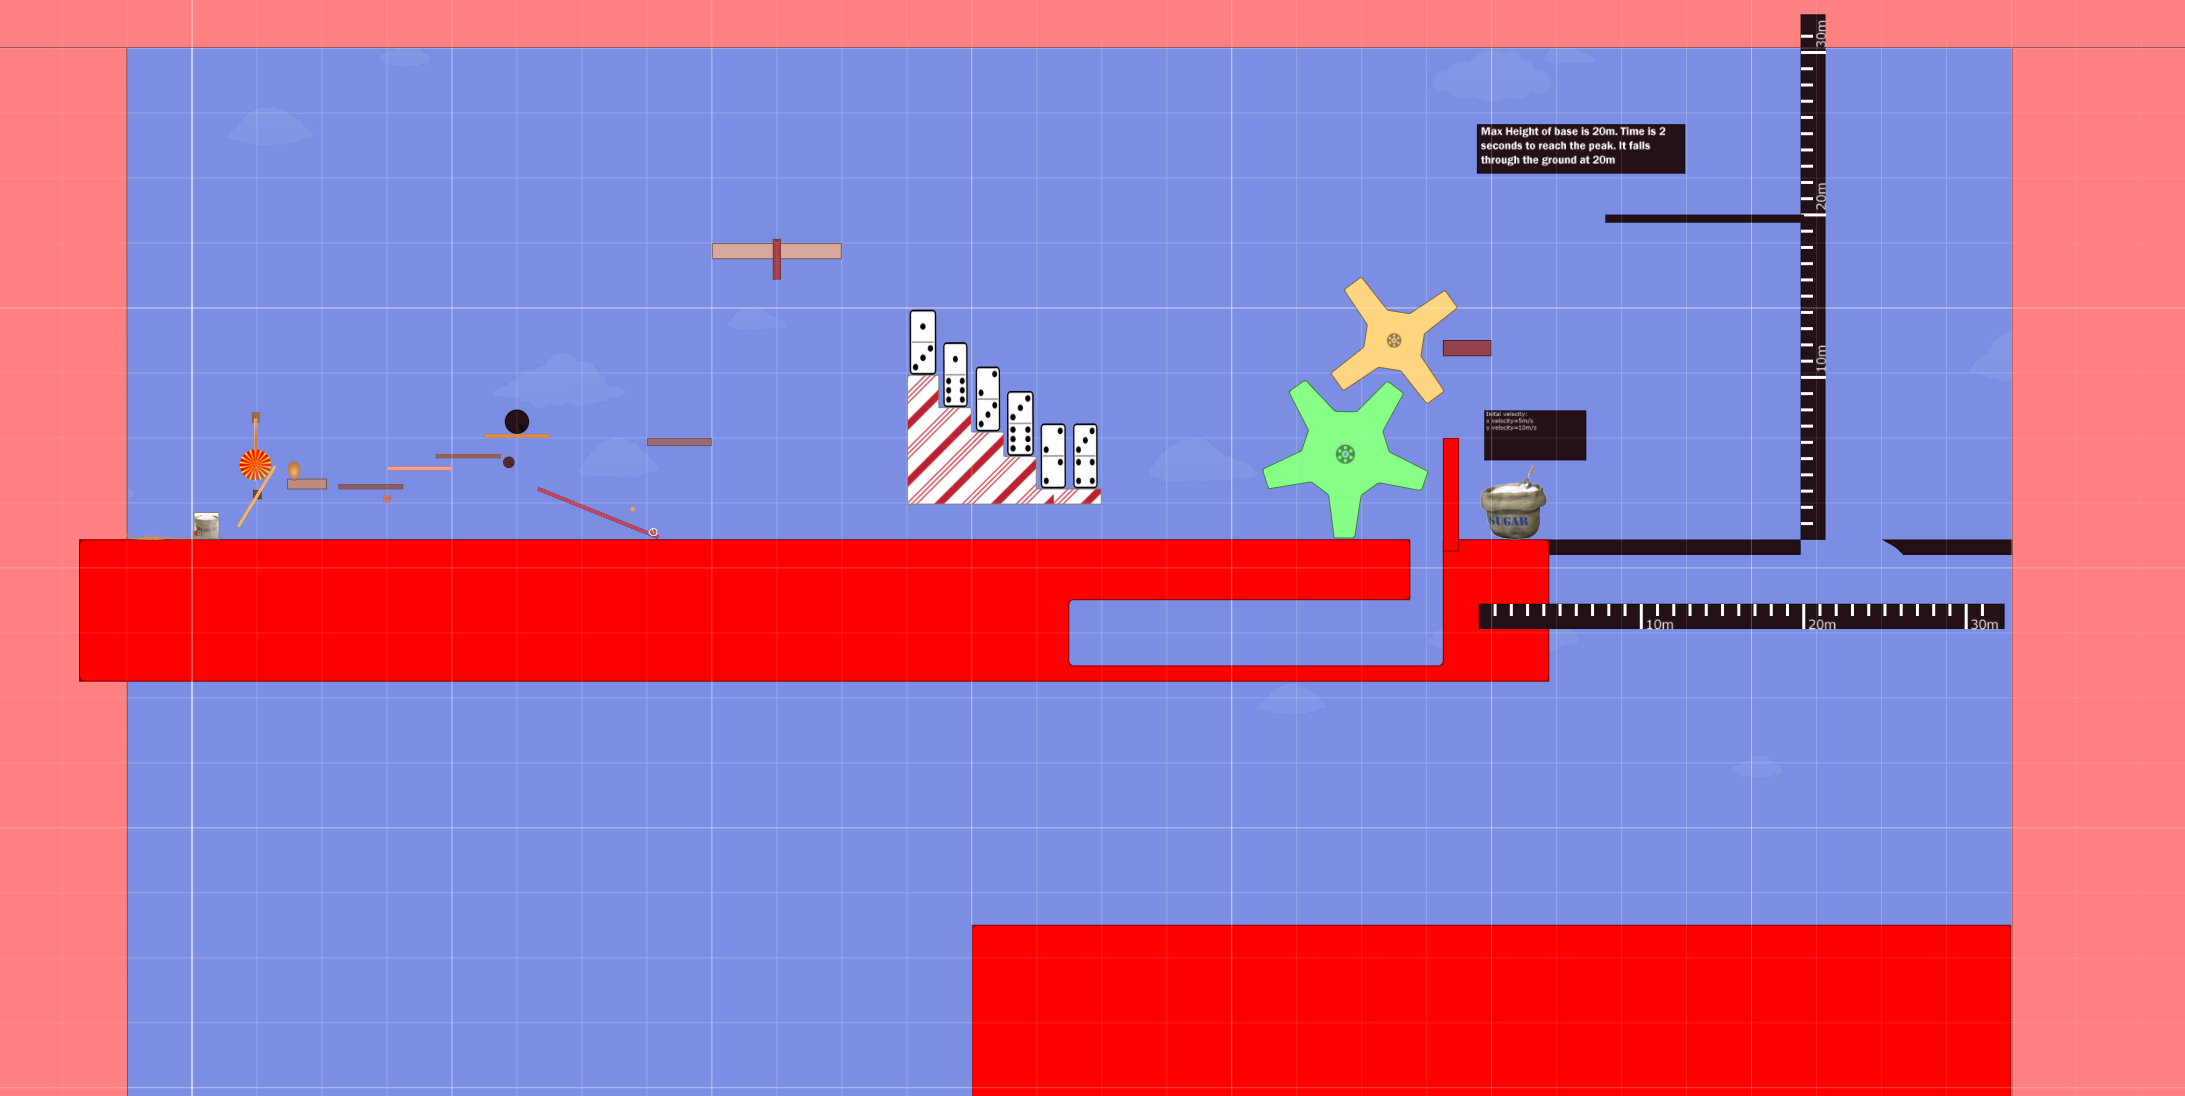 30m
Max Height of base is 20m. Time is 2
seconds to reach the peak. It falls
through the ground at 20m
20m
10m
Inital velocity:
x velocity=5m/s
y velocity=10m/s
SUGAR
10m
20m
30m